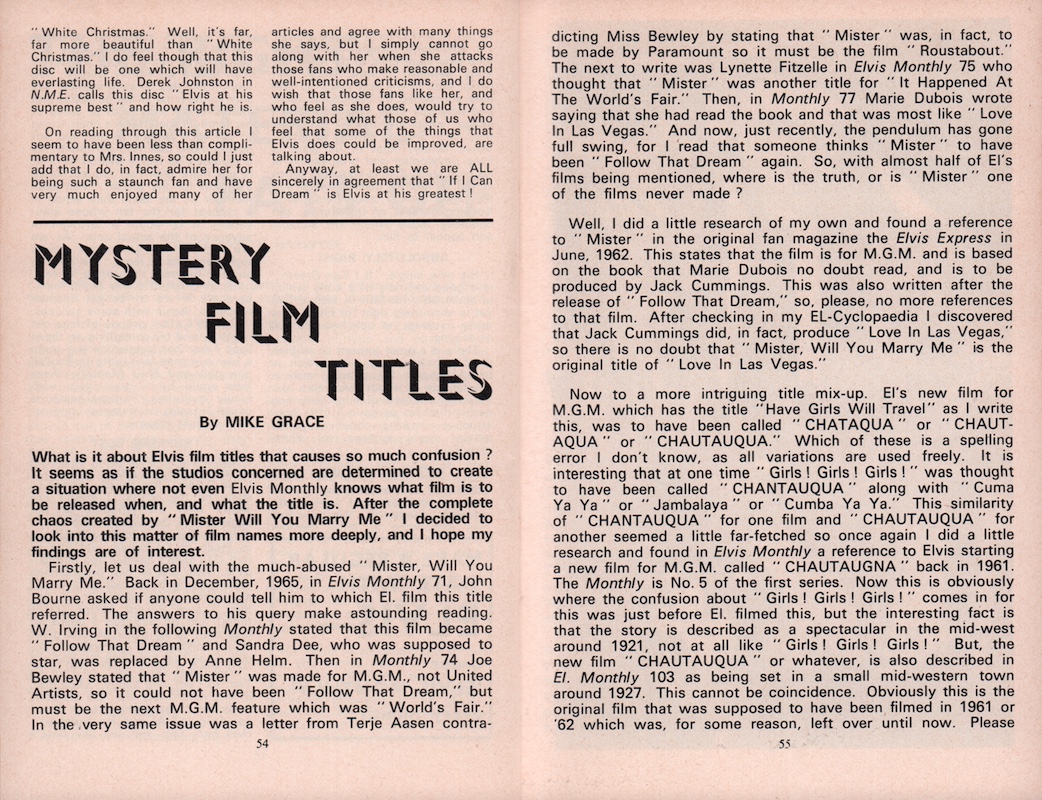 “White Christmas.” Well, it's far,
far more beautiful than “White
Christmas.” I do feel though that this
disc will be one which will have
everlasting life. Derek Johnston in
N.M.E. calls this disc “Elvis at his
supreme best” and how right he is.
On reading through this article I
seem to have been less than compli-
mentary to Mrs. Innes, so could I just
add that I do, in fact, admire her for
being such a staunch fan and have
very much enjoyed many of her
articles and agree with many things
she says, but I simply cannot go
along with her when she attacks
those fans who make reasonable and
well-intentioned criticisms, and I do
wish that those fans like her, and
who feel as she does, would try to
understand what those of us who
feel that some of the things that
Elvis does could be improved, are
talking about.
Anyway, at least we are ALL
sincerely in agreement that “If I Can
Dream” is Elvis at his greatest!
MYSTERY
FILM
TITLES
By MIKE GRACE
What is it about Elvis film titles that causes so much confusion ?
It seems as if the studios concerned are determined to create
a situation where not even Elvis Monthly knows what film is to
be released when, and what the title is. After the complete
chaos created by “Mister Will You Marry Me” I decided to
look into this matter of film names more deeply, and I hope my
findings are of interest.
Firstly, let us deal with the much-abused “Mister, Will You
Marry Me.” Back in December, 1965, in Elvis Monthly 71, John
Bourne asked if anyone could tell him to which El. film this title
referred. The answers to his query make astounding reading.
W. Irving in the following Monthly stated that this film became
“Follow That Dream” and Sandra Dee, who was supposed to
star, was replaced by Anne Helm. Then in Monthly 74 Joe
Bewley stated that “Mister” was made for M.G.M., not United
Artists, so it could not have been “Follow That Dream,” but
must be the next M.G.M. feature which was “World's Fair.”
In the very same issue was a letter from Terje Aasen contra-
54
dicting Miss Bewley by stating that “Mister” was, in fact, to
be made by Paramount so it must be the film “Roustabout.”
The next to write was Lynette Fitzelle in Elvis Monthly 75 who
thought that “Mister” was another title for “It Happened At
The World's Fair.” Then, in Monthly 77 Marie Dubois wrote
saying that she had read the book and that was most like “Love
In Las Vegas.” And now, just recently, the pendulum has gone
full swing, for I read that someone thinks “Mister” to have
been “Follow That Dream” again. So, with almost half of El's
films being mentioned, where is the truth, or is “Mister” one
of the films never made ?
Well, I did a little research of my own and found a reference
to “Mister” in the original fan magazine the Elvis Express in
June, 1962. This states that the film is for M.G.M. and is based
on the book that Marie Dubois no doubt read, and is to be
produced by Jack Cummings. This was also written after the
release of “Follow That Dream,” so, please, no more references
to that film. After checking in my EL-Cyclopaedia I discovered
that Jack Cummings did, in fact, produce “Love In Las Vegas,”
so there is no doubt that “Mister, Will You Marry Me” is the
original title of “Love In Las Vegas.”
Now to a more intriguing title mix-up. El's new film for
M.G.M. which has the title “Have Girls Will Travel” as I write
this, was to have been called “CHATAQUA” or “CHAUT-
AQUA” or “CHAUTAUQUA.” Which of these is a spelling
error I don't know, as all variations are used freely. It is
interesting that at one time “Girls ! Girls ! Girls !” was thought
to have been called “CHANTAUQUA” along with “Cuma
Ya Ya” or “Jambalaya” or “Cumba Ya Ya.” This similarity
of “CHANTAUQUA” for one film and “CHAUTAUQUA” for
another seemed a little far-fetched so once again I did a little
research and found in Elvis Monthly a reference to Elvis starting
a new film for M.G.M. called “CHAUTAUGNA” back in 1961.
The Monthly is No. 5 of the first series. Now this is obviously
where the confusion about “Girls ! Girls ! Girls !” comes in for
this was just before El. filmed this, but the interesting fact is
that the story is described as a spectacular in the mid-west
around 1921, not at all like “Girls ! Girls ! Girls !” But, the
new film “CHAUTAUQUA” or whatever, is also described in
El. Monthly 103 as being set in a small mid-western town
around 1927. This cannot be coincidence. Obviously this is the
original film that was supposed to have been filmed in 1961 or
'62 which was, for some reason, left over until now. Please
55